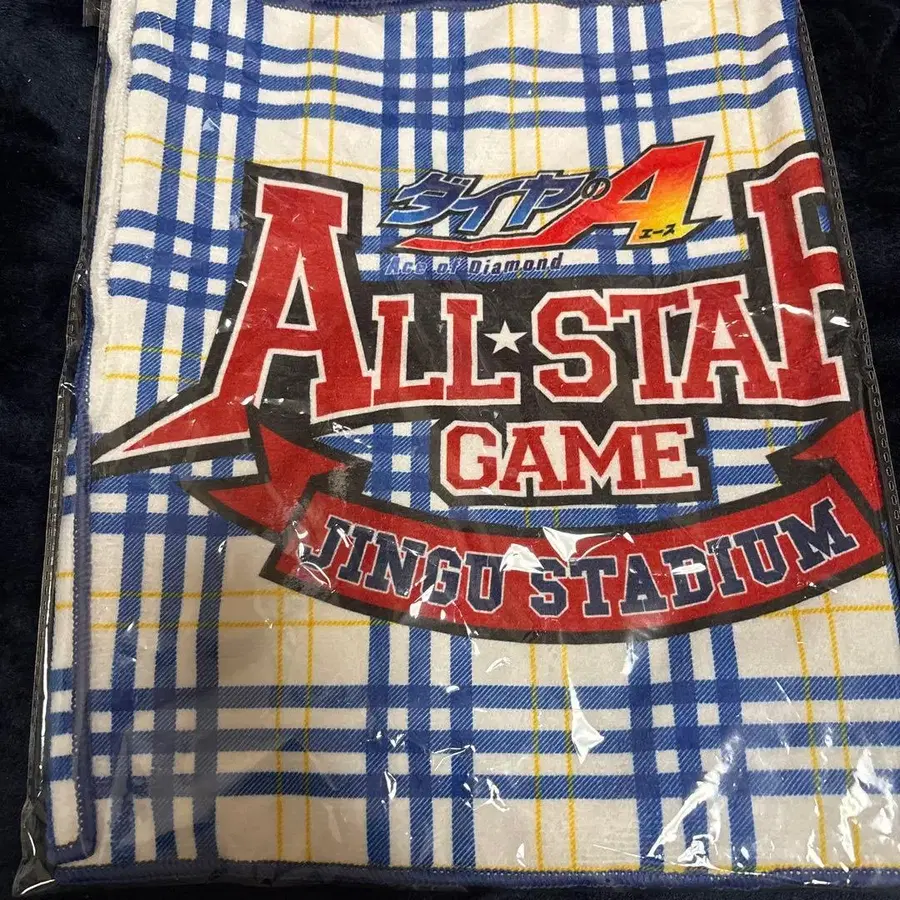 ダイヤのA
エース
Ace of Diamond
ALL★STAR
GAME
JINGU STADIUM